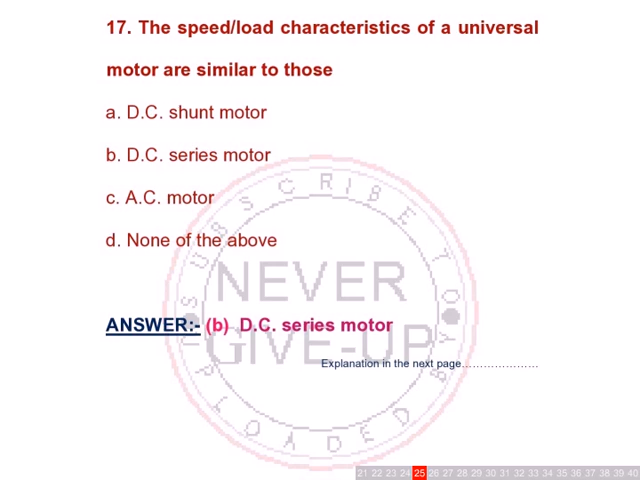 17. The speed/load characteristics of a universal
motor are similar to those
a. D.C. shunt motor
b. D.C. series motor
c. A.C. motor
d. None of the above
NEVER
GIVE-UP
ANSWER:- (b) D.C. series motor
Explanation in the next page…………………
21 22 23 24 25 26 27 28 29 30 31 32 33 34 35 36 37 38 39 40